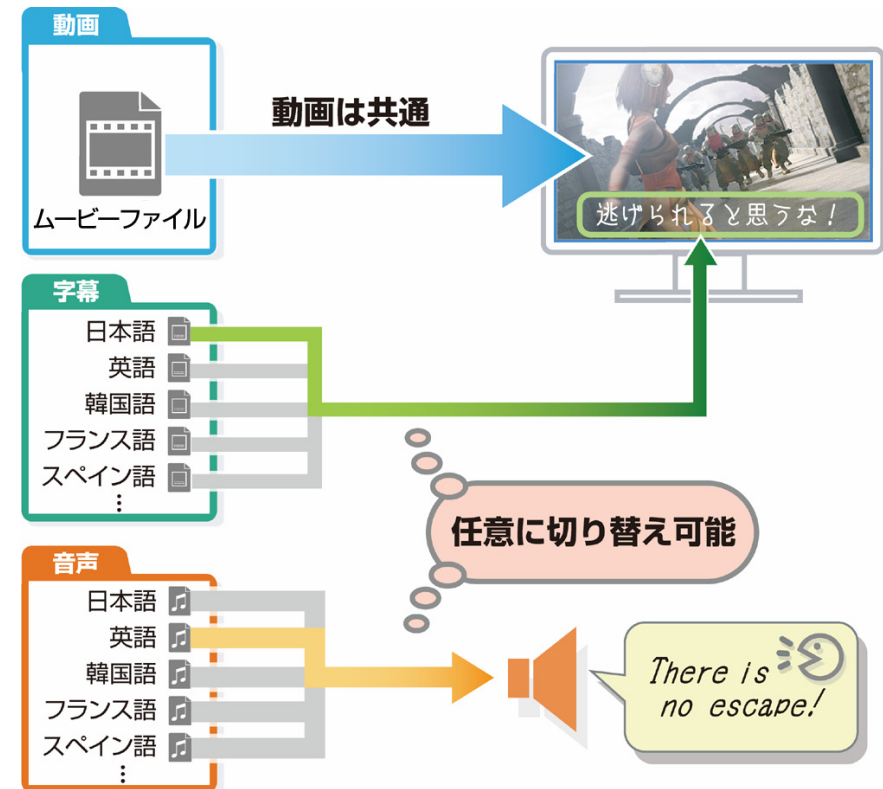 動画
ムービーファイル
動画は共通
逃げられると思うな!
字幕
日本語
英語
韓国語
フランス語
スペイン語
⋮
任意に切り替え可能
音声
日本語
英語
韓国語
フランス語
スペイン語
⋮
There is
no escape!